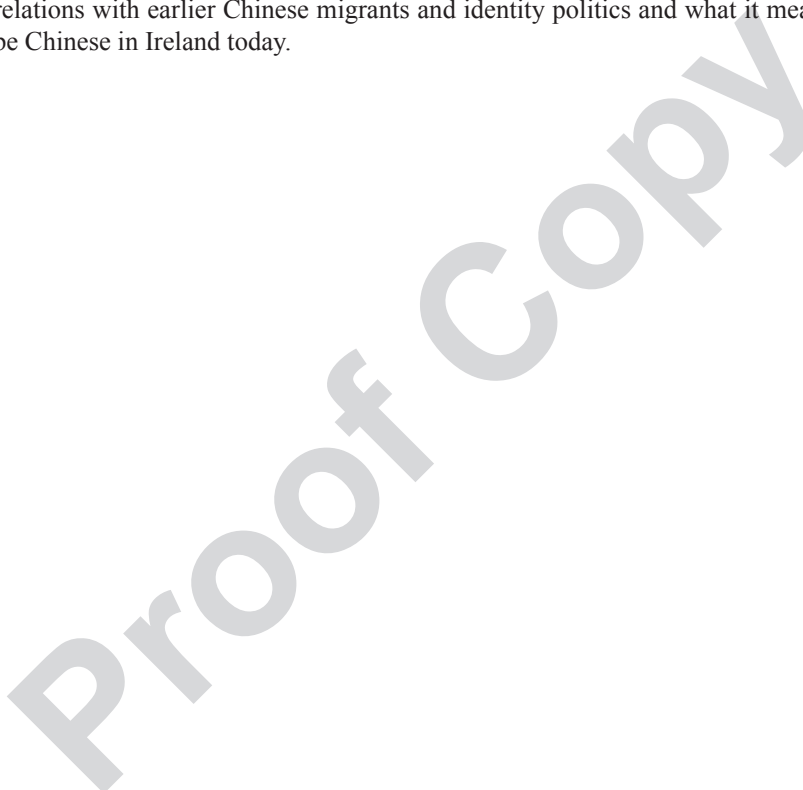 relations with earlier Chinese migrants and identity politics and what it mea
be Chinese in Ireland today.
Proof Copy